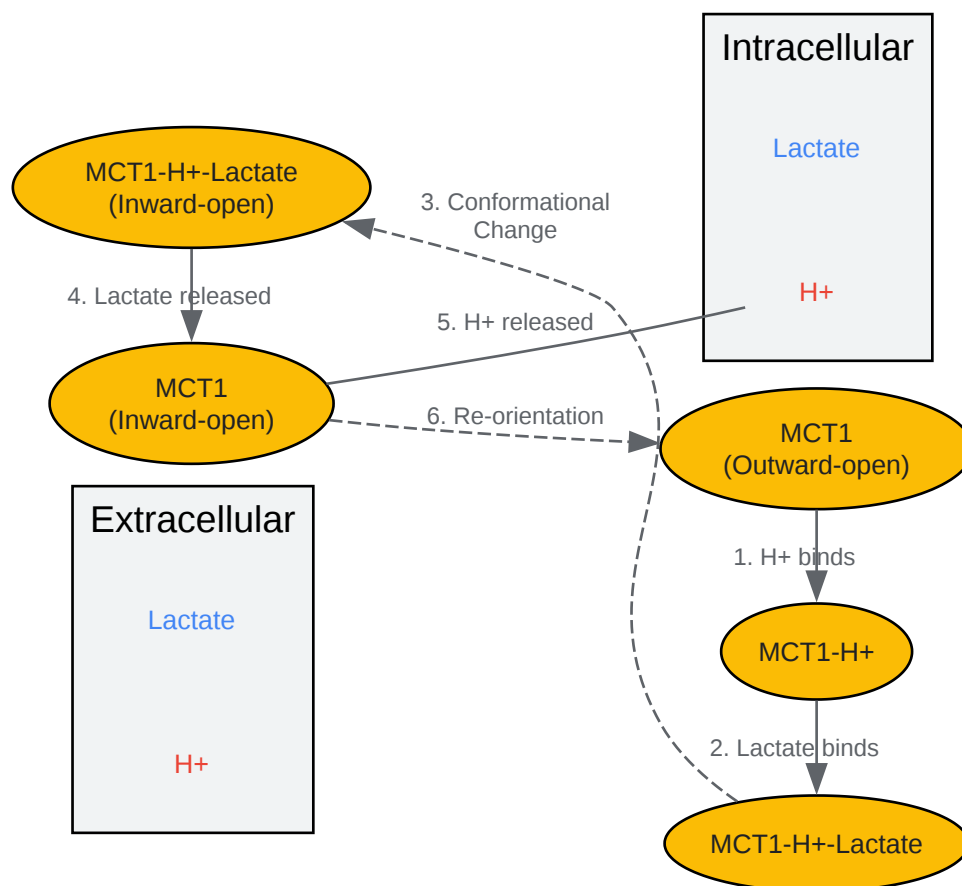 Intracellular
Lactate
H+
MCT1-H+-Lactate
(Inward-open)
3. Conformational
Change
4. Lactate released
5. H+ released
MCT1
(Inward-open)
6. Re-orientation
MCT1
(Outward-open)
Extracellular
Lactate
H+
1. H+ binds
MCT1-H+
2. Lactate binds
MCT1-H+-Lactate